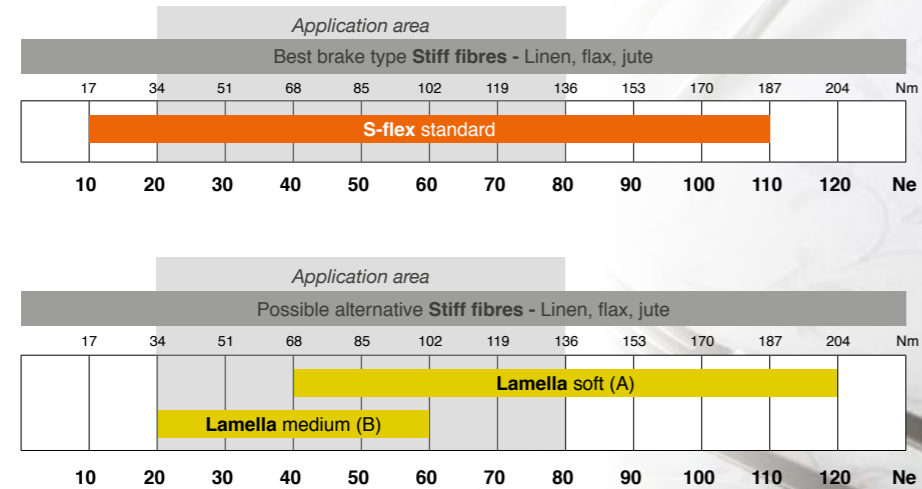 Application area
Best brake type Stiff fibres - Linen, flax, jute
17 34 51 68 85 102 119 136 153 170 187 204 Nm
S-flex standard
10 20 30 40 50 60 70 80 90 100 110 120 Ne
Application area
Possible alternative Stiff fibres - Linen, flax, jute
17 34 51 68 85 102 119 136 153 170 187 204 Nm
Lamella soft (A)
Lamella medium (B)
10 20 30 40 50 60 70 80 90 100 110 120 Ne